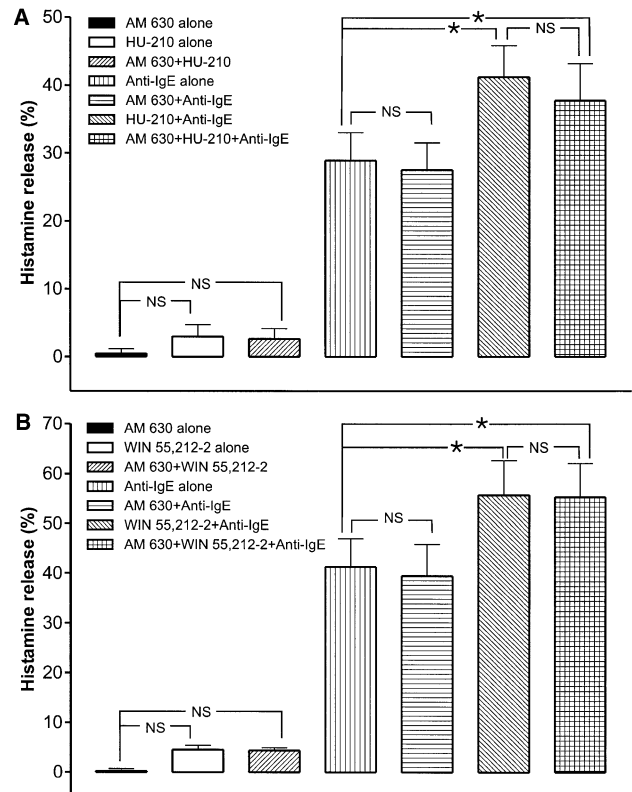 A
50
40
30
20
10
0
Histamine release (%)
AM 630 alone
HU-210 alone
AM 630+HU-210
Anti-IgE alone
AM 630+Anti-IgE
HU-210+Anti-IgE
AM 630+HU-210+Anti-IgE
*
*
NS
NS
NS
NS
B
70
60
50
40
30
20
10
0
Histamine release (%)
AM 630 alone
WIN 55,212-2 alone
AM 630+WIN 55,212-2
Anti-IgE alone
AM 630+Anti-IgE
WIN 55,212-2+Anti-IgE
AM 630+WIN 55,212-2+Anti-IgE
*
*
NS
NS
NS
NS